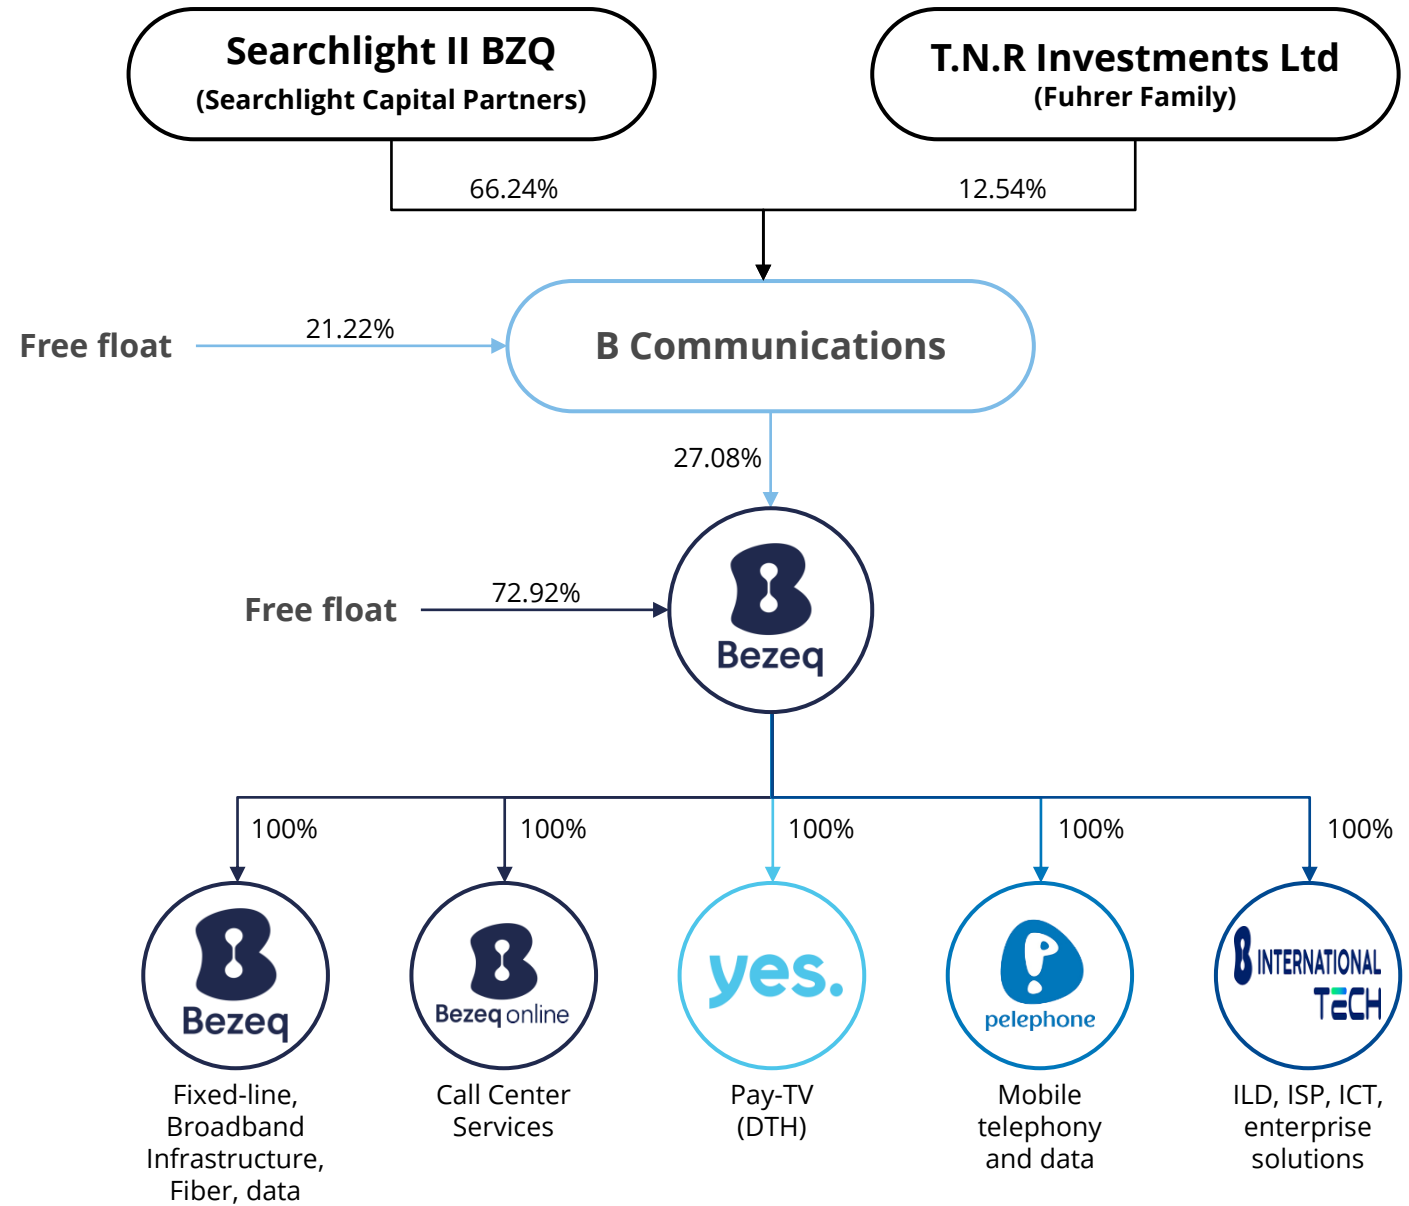 Searchlight II BZQ
(Searchlight Capital Partners)
T.N.R Investments Ltd
(Fuhrer Family)
66.24%
12.54%
Free float
21.22%
B Communications
27.08%
Free float
72.92%
Bezeq
100%
100%
100%
100%
100%
Bezeq
Bezeq online
yes.
pelephone
INTERNATIONAL
TECH
Fixed-line,
Broadband
Infrastructure,
Fiber, data
Call Center
Services
Pay-TV
(DTH)
Mobile
telephony
and data
ILD, ISP, ICT,
enterprise
solutions